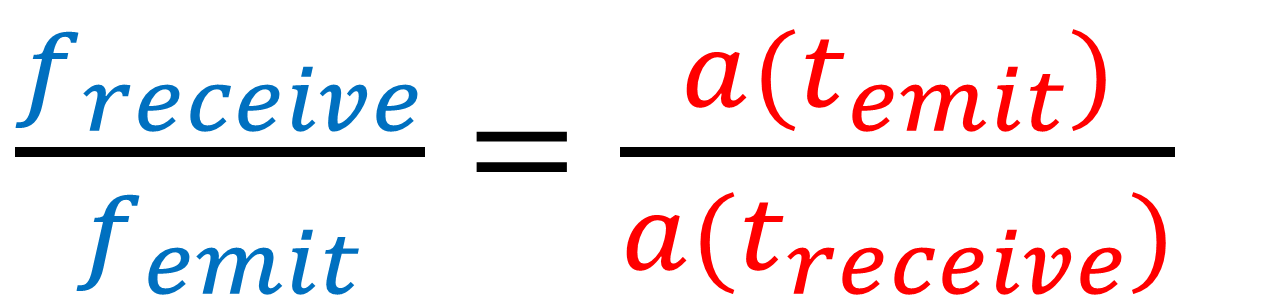 f_receive / f_emit = a(t_emit) / a(t_receive)